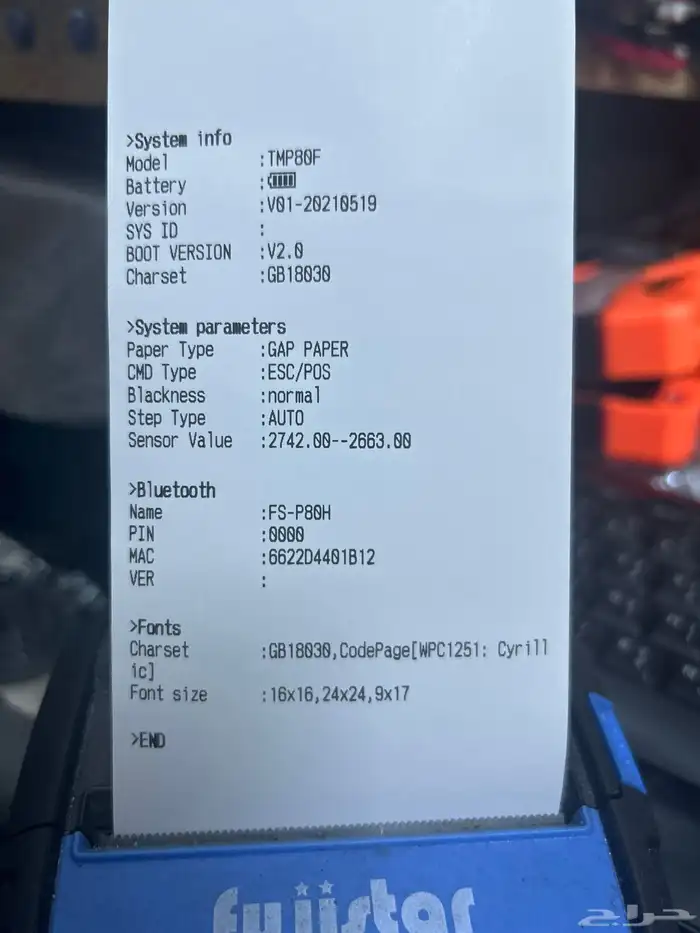 >System info
Model :TMP80F
Battery :
Version :V01-20210519
SYS ID :
BOOT VERSION :V2.0
Charset :GB18030
>System parameters
Paper Type :GAP PAPER
CMD Type :ESC/POS
Blackness :normal
Step Type :AUTO
Sensor Value :2742.00--2663.00
>Bluetooth
Name :FS-P80H
PIN :0000
MAC :6622D4401B12
VER :
>Fonts
Charset :GB18030,CodePage[WPC1251: Cyrill
ic]
Font size :16x16,24x24,9x17
>END
fujistar
حراج